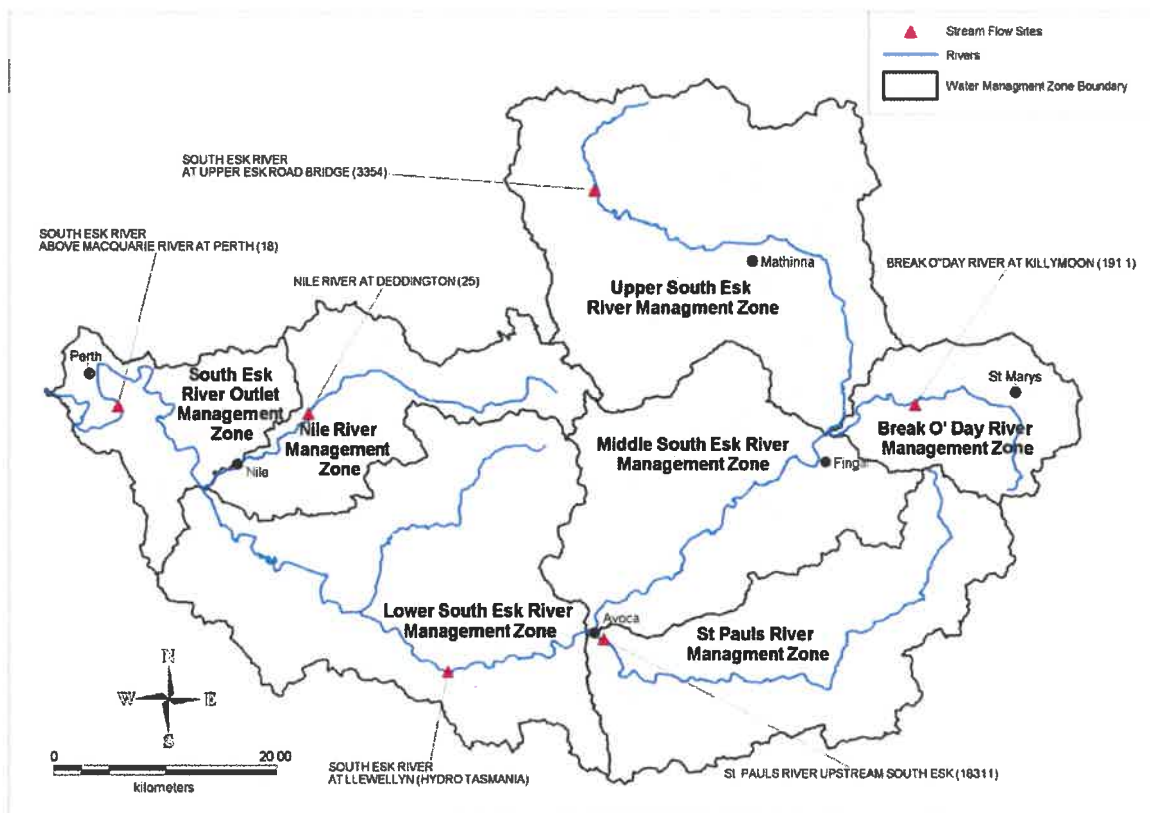 Stream Flow Sites
Rivers
Water Managment Zone Boundary
SOUTH ESK RIVER
AT UPPER ESK ROAD BRIDGE (3354)
SOUTH ESK RIVER
ABOVE MACQUARIE RIVER AT PERTH (18)
NILE RIVER AT DEDDINGTON (25)
BREAK O'DAY RIVER AT KILLYMOON (191 1)
Mathinna
Upper South Esk
River Managment Zone
Perth
South Esk
River Outlet
Management
Zone
St Marys
Nile River
Management
Zone
Nile
Middle South Esk River
Management Zone
Break O' Day River
Management Zone
Fingal
Lower South Esk River
Management Zone
Avoca
St Pauls River
Managment Zone
N
W E
S
0 20 00
kilometers
SOUTH ESK RIVER
AT LLEWELLYN (HYDRO TASMANIA)
St. PAULS RIVER UPSTREAM SOUTH ESK (18311)